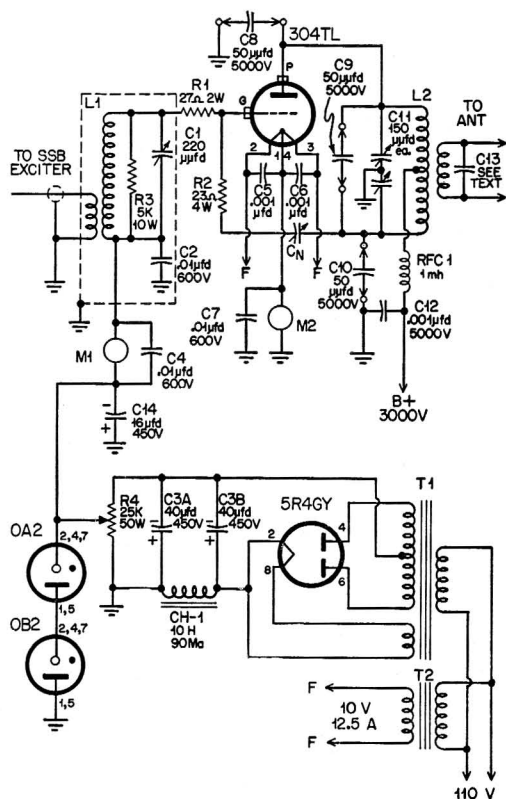 C8
50µµfd
5000V
304TL
P
C9
50µµfd
5000V
R1
27Ω 2W
G
L1
C1
220
µµfd
TO SSB
EXCITER
R3
5K
10W
R2
23Ω
4W
2
1 4
3
C5
.001
µfd
C6
.001
µfd
F
F
C_N
C11
150
µµfd
ea.
L2
TO
ANT
C13
SEE
TEXT
C2
.01µfd
600V
C10
50
µµfd
5000V
RFC 1
1 mh
C12
.001µfd
5000V
C7
.01µfd
600V
M2
M1
C4
.01µfd
600V
B+
3000V
-
+
C14
16µfd
450V
R4
25K
50W
-
+
C3A
40µfd
450V
-
+
C3B
40µfd
450V
5R4GY
2
8
4
6
T1
OA2
2,4,7
1,5
OB2
2,4,7
1,5
CH-1
10 H
90Ma
T2
F
F
10 V
12.5 A
110 V